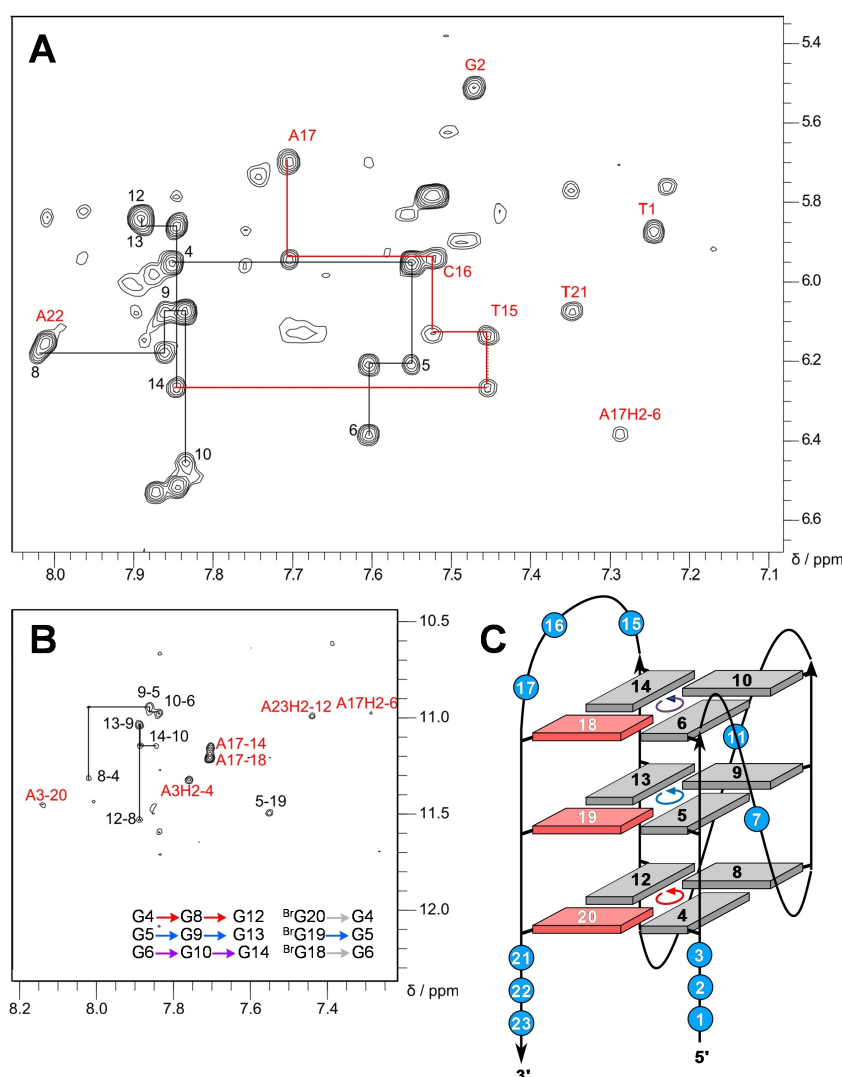 A
G2
A17
12
13
4
T1
9
C16
A22
T21
T15
8
5
14
A17H2-6
6
10
5.4
5.6
5.8
6.0
6.2
6.4
6.6
δ / ppm
8.0 7.9 7.8 7.7 7.6 7.5 7.4 7.3 7.2 7.1
B
9-5
10-6
A23H2-12
A17H2-6
13-9
14-10
A17-14
A17-18
8-4
A3H2-4
A3-20
12-8
5-19
G4 G8 G12 BrG20 G4
G5 G9 G13 BrG19 G5
G6 G10 G14 BrG18 G6
10.5
11.0
11.5
12.0
δ / ppm
8.2 8.0 7.8 7.6 7.4
C
16
15
17
14
10
18
6
11
13
9
19
5
7
12
8
20
4
21
3
22
2
23
1
3'
5'